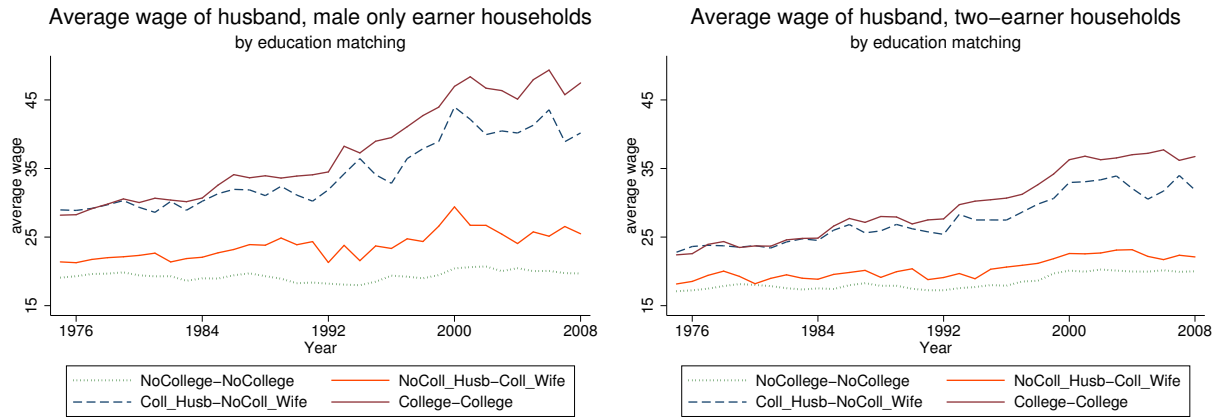 Average wage of husband, male only earner households
by education matching
average wage
45
35
25
15
1976
1984
1992
2000
2008
Year
NoCollege−NoCollege
NoColl_Husb−Coll_Wife
Coll_Husb−NoColl_Wife
College−College
Average wage of husband, two−earner households
by education matching
average wage
45
35
25
15
1976
1984
1992
2000
2008
Year
NoCollege−NoCollege
NoColl_Husb−Coll_Wife
Coll_Husb−NoColl_Wife
College−College